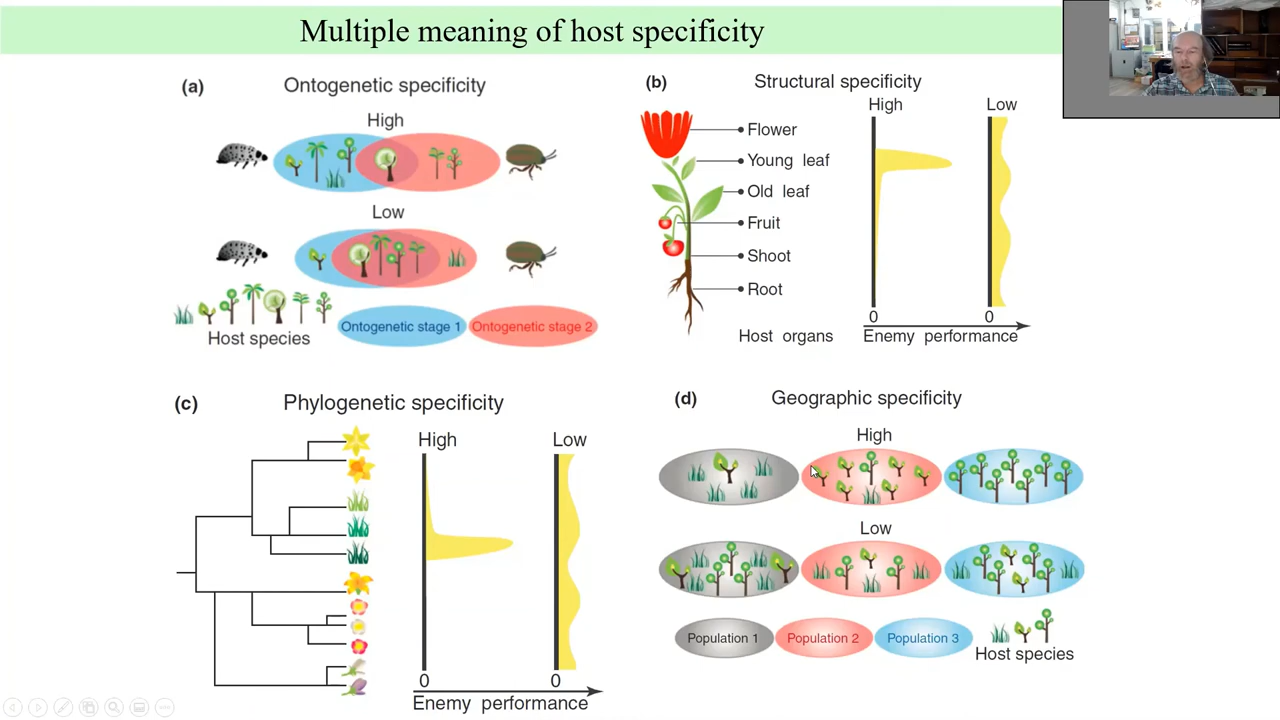 Multiple meaning of host specificity
(a)
Ontogenetic specificity
High
Low
Host species
Ontogenetic stage 1
Ontogenetic stage 2
(b)
Structural specificity
High
Low
Flower
Young leaf
Old leaf
Fruit
Shoot
Root
Host organs
0
0
Enemy performance
(c)
Phylogenetic specificity
High
Low
0
0
Enemy performance
(d)
Geographic specificity
High
Low
Population 1
Population 2
Population 3
Host species